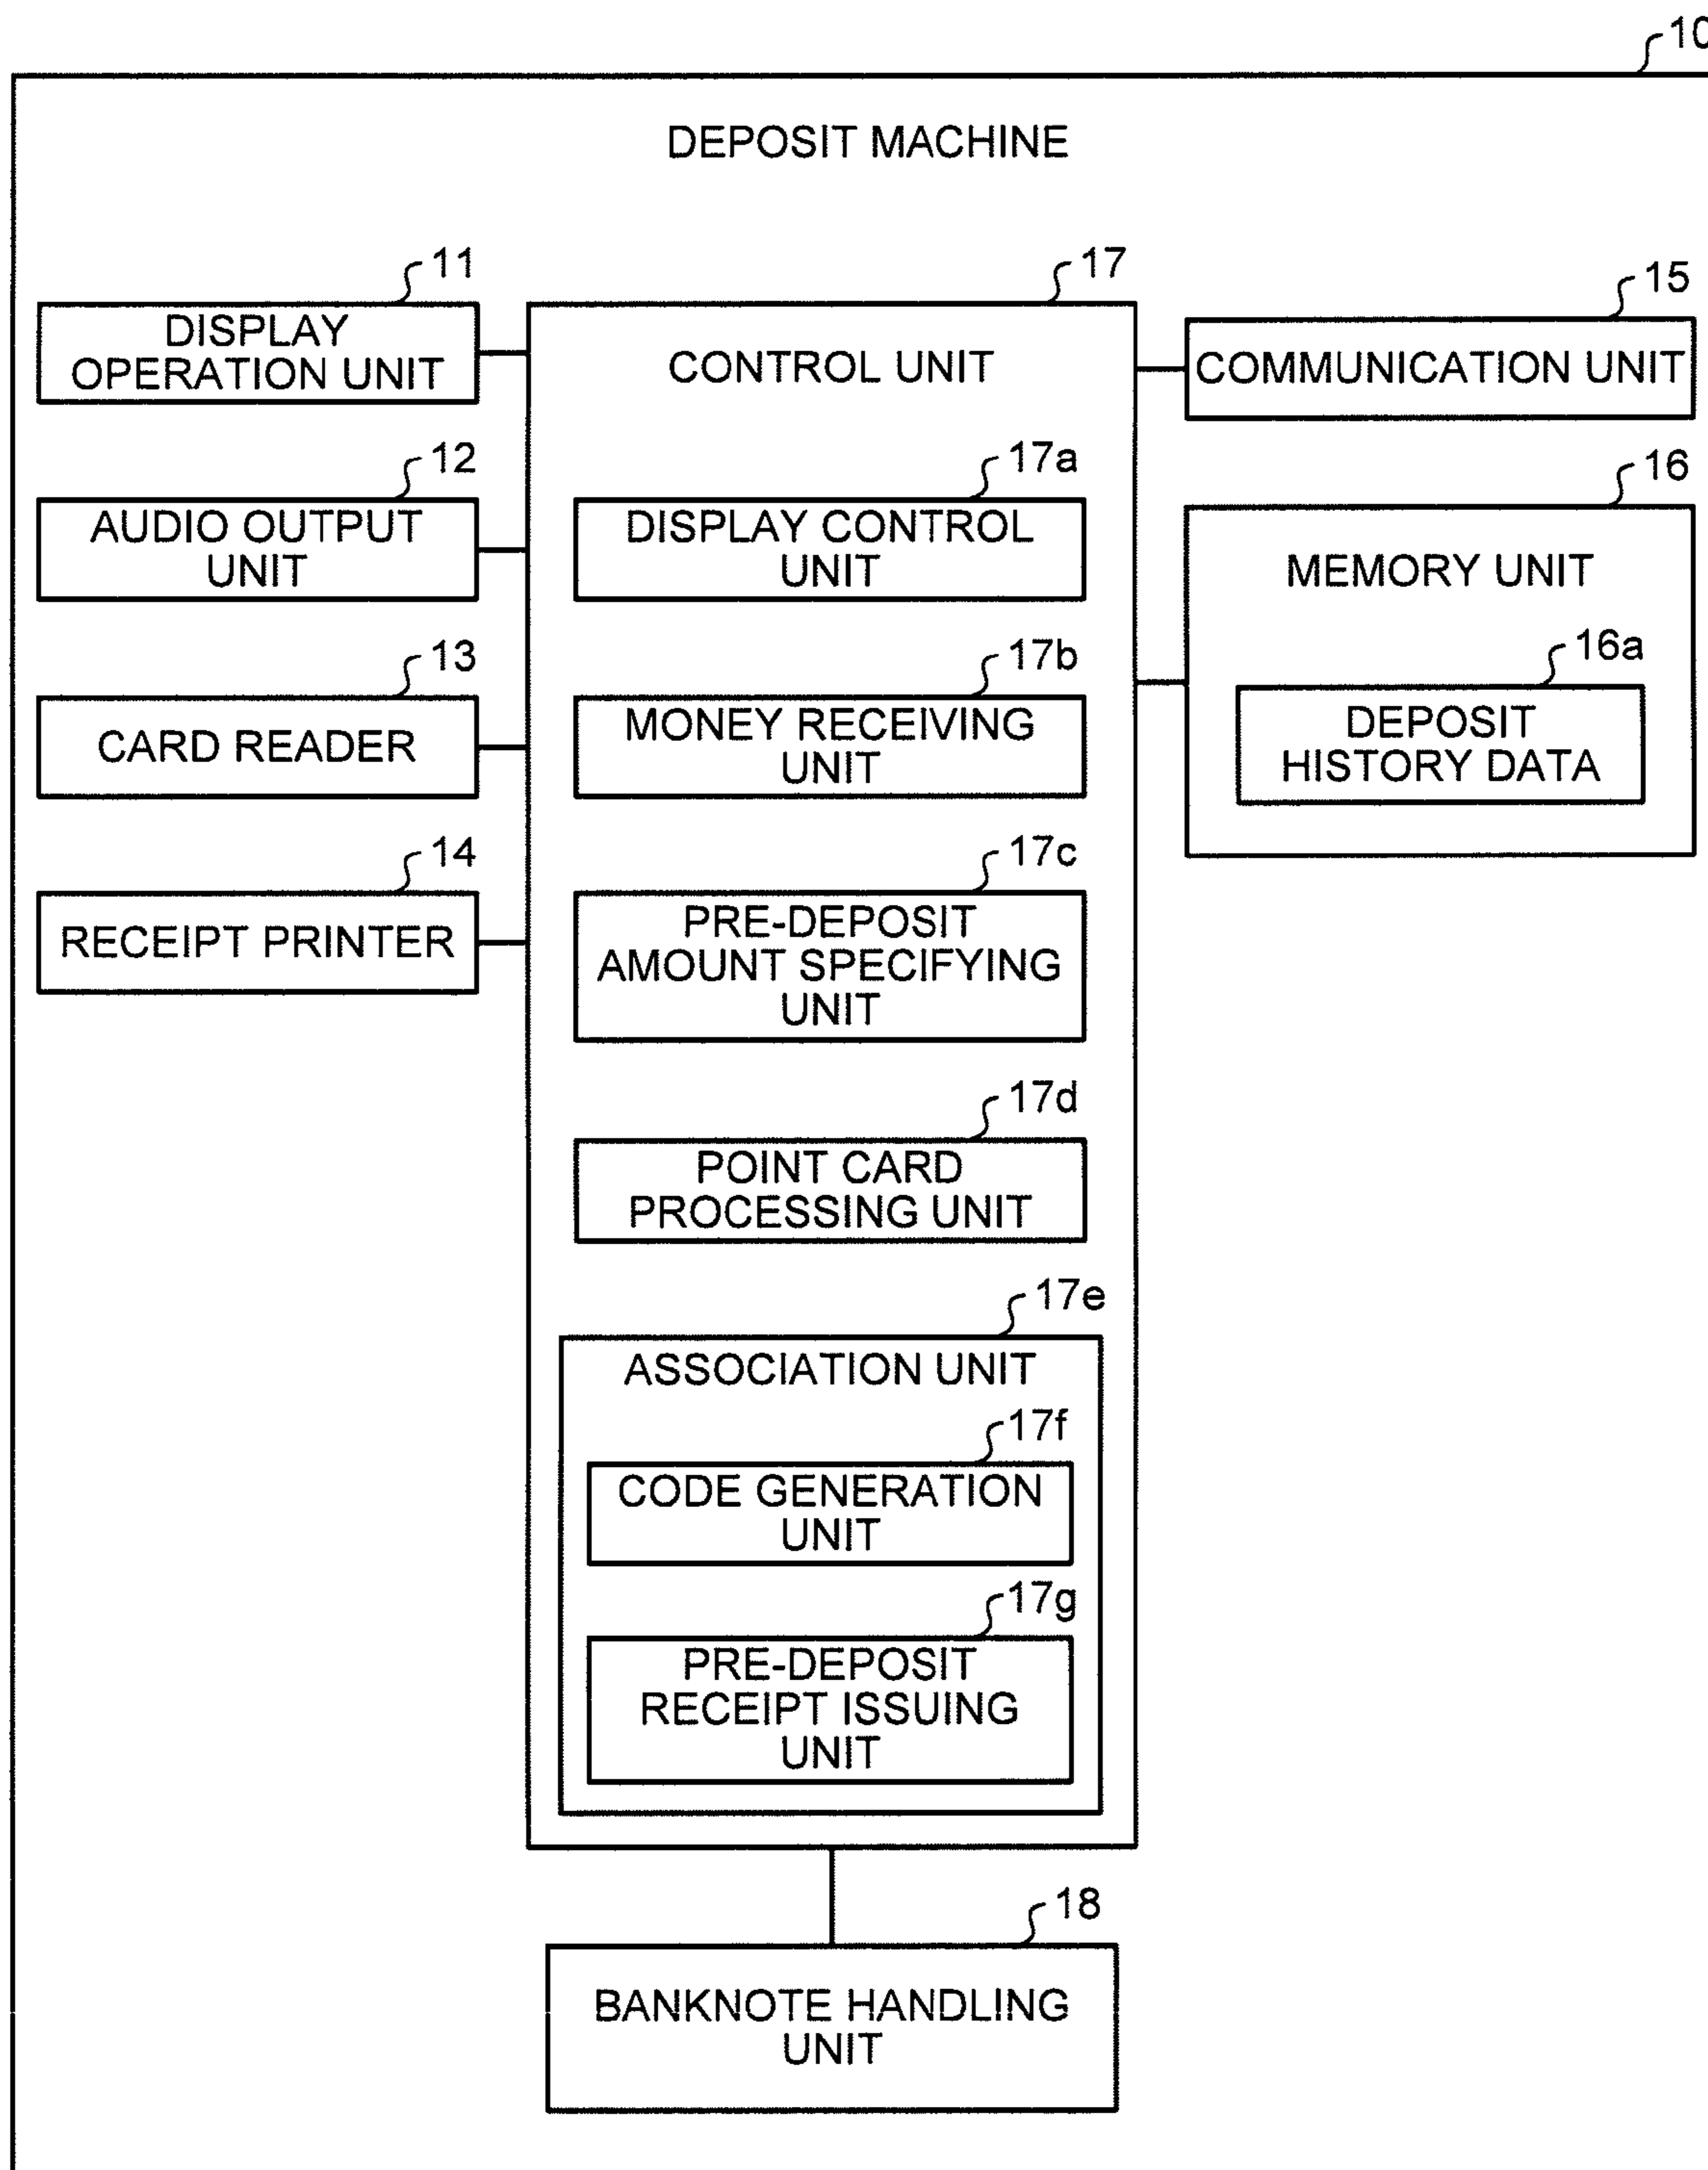 10
DEPOSIT MACHINE
11
DISPLAY
OPERATION UNIT
12
AUDIO OUTPUT
UNIT
13
CARD READER
14
RECEIPT PRINTER
17
CONTROL UNIT
17a
DISPLAY CONTROL
UNIT
17b
MONEY RECEIVING
UNIT
17c
PRE-DEPOSIT
AMOUNT SPECIFYING
UNIT
17d
POINT CARD
PROCESSING UNIT
17e
ASSOCIATION UNIT
17f
CODE GENERATION
UNIT
17g
PRE-DEPOSIT
RECEIPT ISSUING
UNIT
15
COMMUNICATION UNIT
16
MEMORY UNIT
16a
DEPOSIT
HISTORY DATA
18
BANKNOTE HANDLING
UNIT